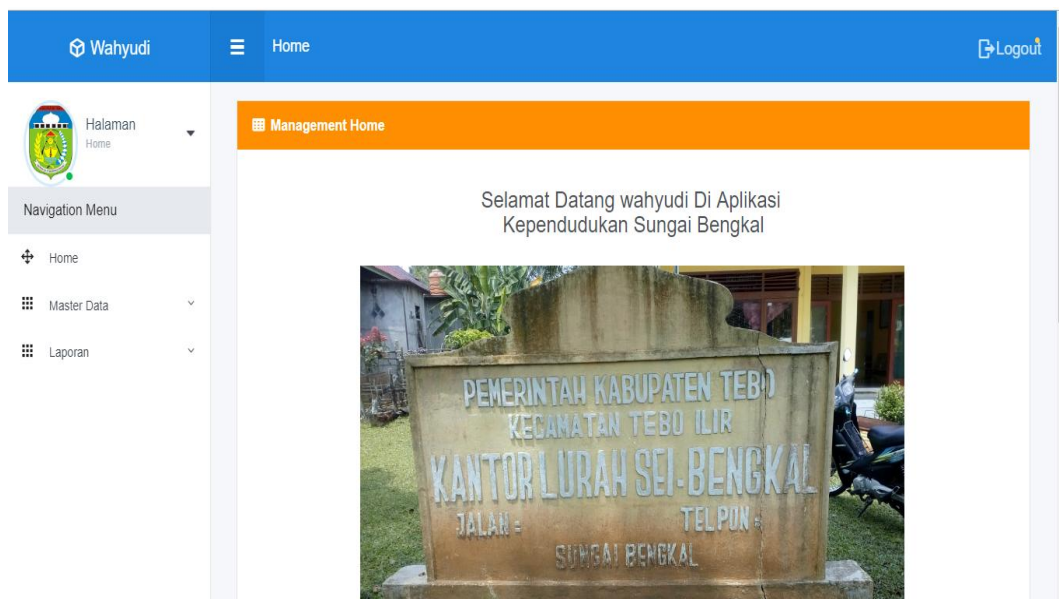 Wahyudi
Home
Logout
Halaman
Home
Navigation Menu
Home
Master Data
Laporan
Management Home
Selamat Datang wahyudi Di Aplikasi
Kependudukan Sungai Bengkal
PEMERINTAH KABUPATEN TEBO
KECAMATAN TEBO ILIR
KANTOR LURAH SEI-BENGKAL
JALAN : TELPON :
SUNGAI BENGKAL